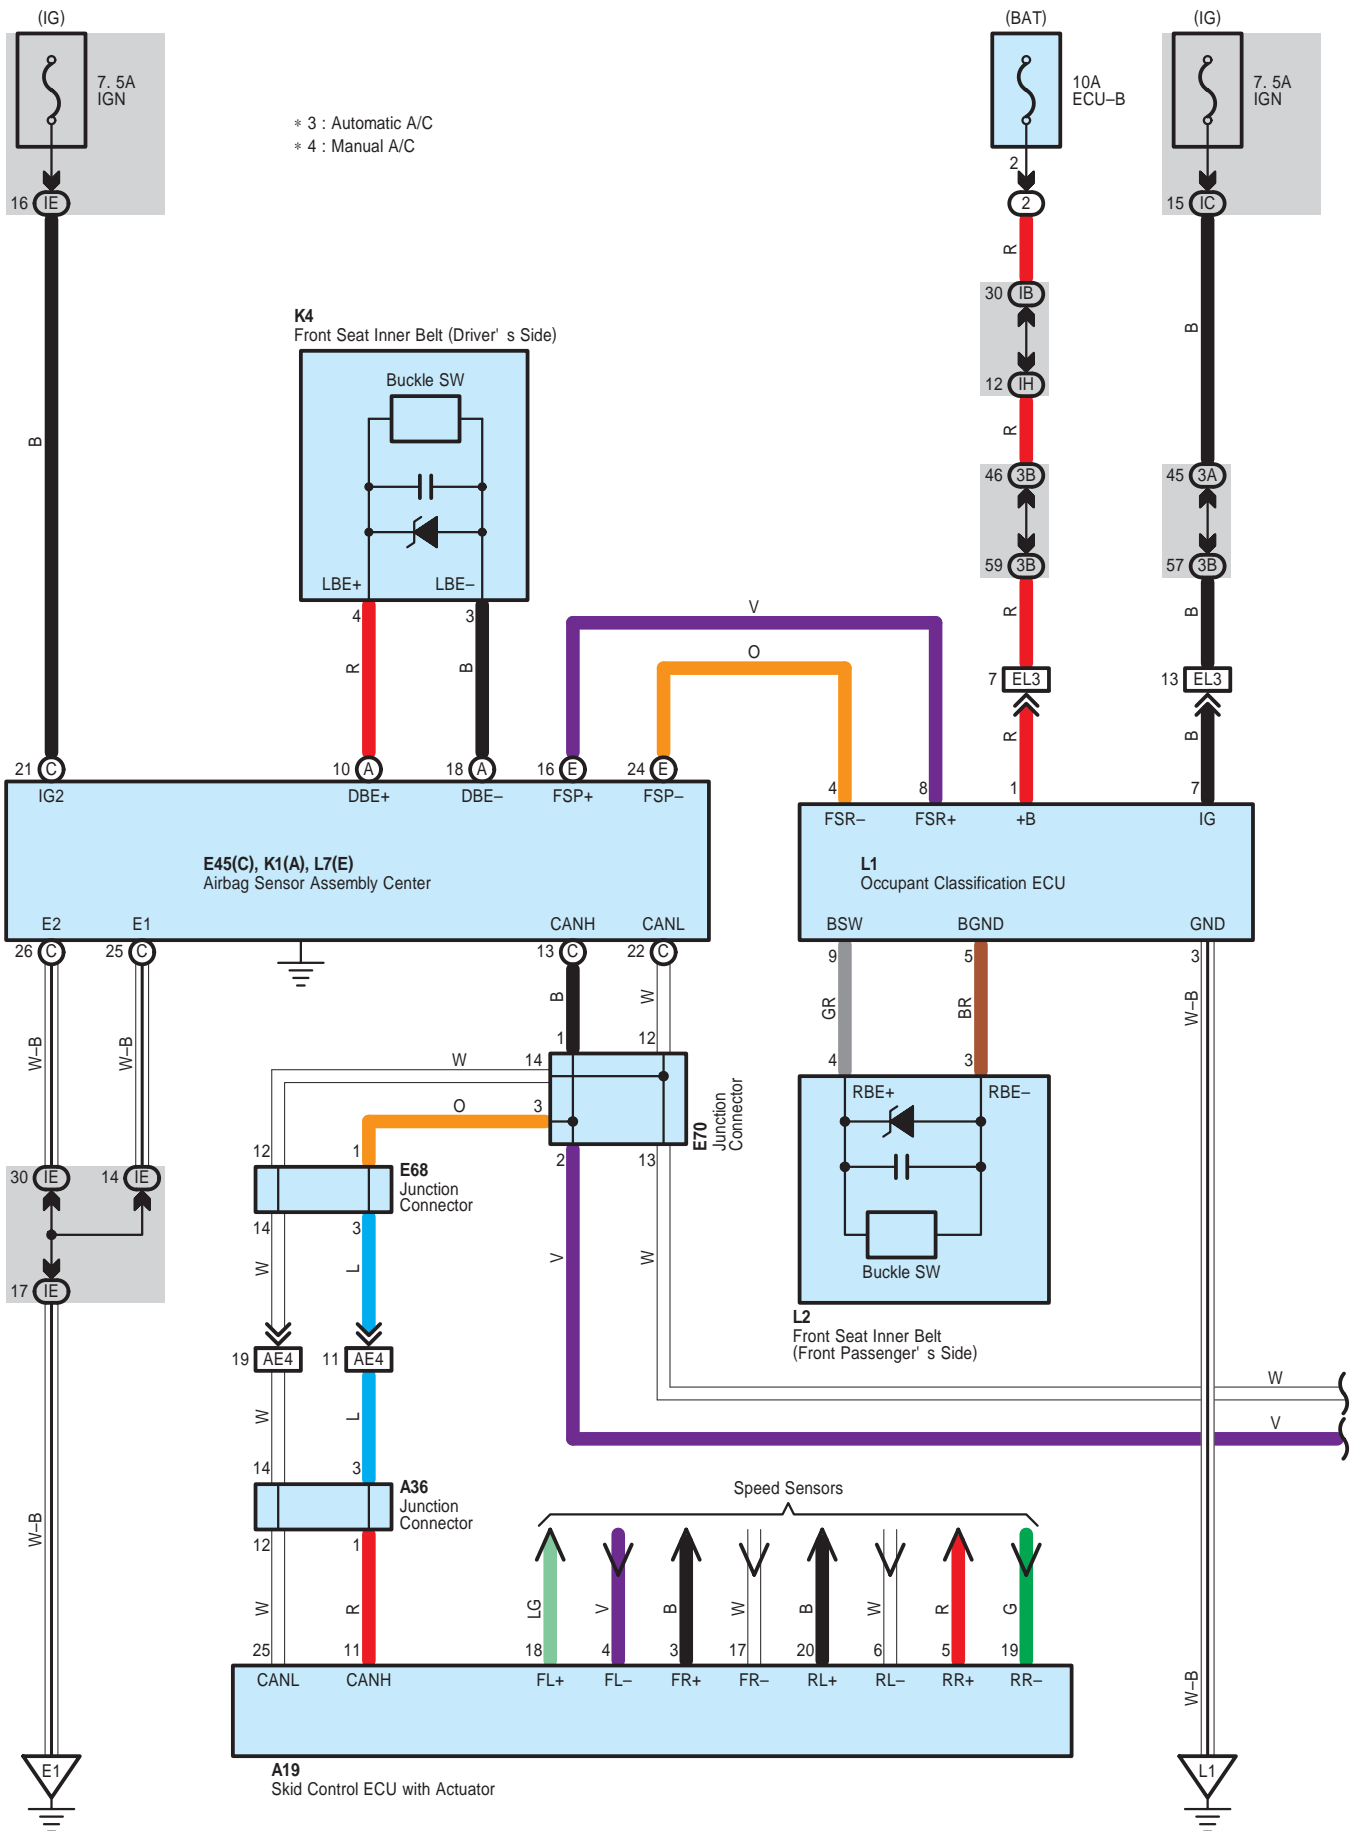 (IG)
(BAT)
(IG)
7. 5A
IGN
10A
ECU–B
7. 5A
IGN
* 3 : Automatic A/C
* 4 : Manual A/C
2
16 IE
2
15 IC
R
30 IB
B
K4
Front Seat Inner Belt (Driver' s Side)
12 IH
Buckle SW
B
R
46 3B
45 3A
59 3B
57 3B
LBE+
LBE–
4
3
V
R
B
O
R
B
7 EL3
13 EL3
R
B
21 C
10 A
18 A
16 E
24 E
4
8
1
7
IG2
DBE+
DBE–
FSP+
FSP–
FSR–
FSR+
+B
IG
E45(C), K1(A), L7(E)
Airbag Sensor Assembly Center
L1
Occupant Classification ECU
E2
E1
CANH
CANL
BSW
BGND
GND
26 C
25 C
13 C
22 C
9
5
3
B
W
GR
BR
W–B
W–B
W–B
1
12
W
14
4
3
O
3
RBE+
RBE–
E70
Junction
Connector
12
1
2
13
E68
Junction
Connector
30 IE
14 IE
14
3
W
L
V
W
Buckle SW
17 IE
L2
Front Seat Inner Belt
(Front Passenger' s Side)
19 AE4
11 AE4
W
W
L
V
14
3
A36
Junction
Connector
Speed Sensors
W–B
12
1
W
R
LG
V
B
W
B
W
R
G
25
11
18
4
3
17
20
6
5
19
CANL
CANH
FL+
FL–
FR+
FR–
RL+
RL–
RR+
RR–
W–B
A19
Skid Control ECU with Actuator
E1
L1